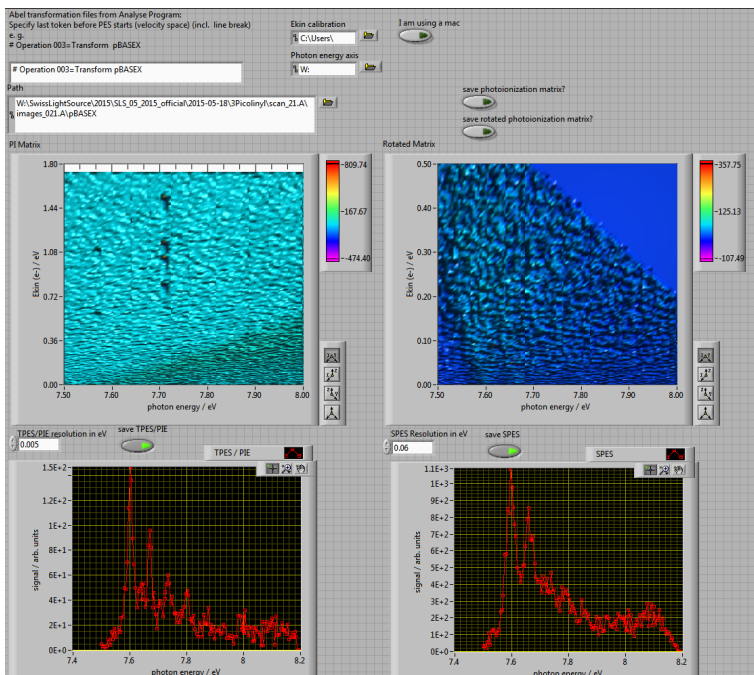 Abel transformation files from Analyse Program:
Specify last token before PES starts (velocity space) (incl. line break)
e. g.
# Operation 003=Transform pBASEX
# Operation 003=Transform pBASEX
Ekin calibration
C:\Users\
I am using a mac
Photon energy axis
W:
Path
W:\SwissLightSource\2015\SLS_05_2015_official\2015-05-18\3Picolinyl\scan_21.A\
images_021.A\pBASEX
save photoionization matrix?
save rotated photoionization matrix?
PI Matrix
1.80
1.44
1.08
0.72
0.36
0.00
Ekin (e-) / eV
7.50
7.60
7.70
7.80
7.90
8.00
photon energy / eV
809.74
167.67
-474.40
Rotated Matrix
0.50
0.40
0.30
0.20
0.10
0.00
Ekin (e-) / eV
7.50
7.60
7.70
7.80
7.90
8.00
photon energy / eV
357.75
125.13
-107.49
TPES/PIE resolution in eV
0.005
save TPES/PIE
TPES / PIE
1.5E+2
1E+2
8E+1
6E+1
4E+1
2E+1
0E+0
signal / arb. units
7.4
7.6
7.8
8
8.2
photon energy / eV
SPES Resolution in eV
0.06
save SPES
SPES
1.1E+3
1E+3
9E+2
8E+2
7E+2
6E+2
5E+2
4E+2
3E+2
2E+2
1E+2
0E+0
signal / arb. units
7.4
7.6
7.8
8
8.2
photon energy / eV